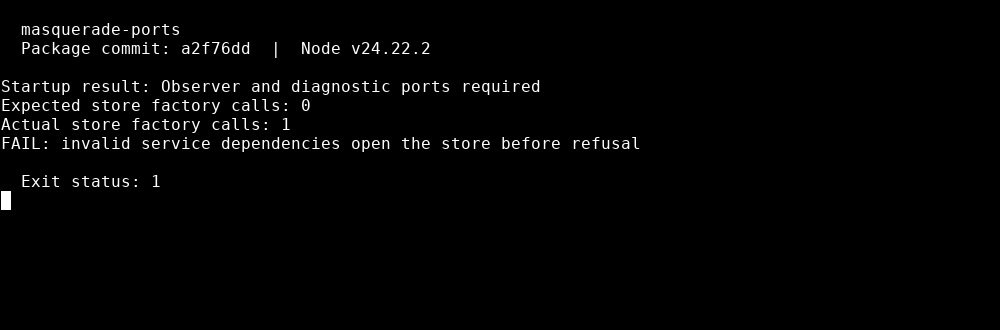 masquerade-ports
Package commit: a2f76dd | Node v24.22.2
Startup result: Observer and diagnostic ports required
Expected store factory calls: 0
Actual store factory calls: 1
FAIL: invalid service dependencies open the store before refusal
Exit status: 1